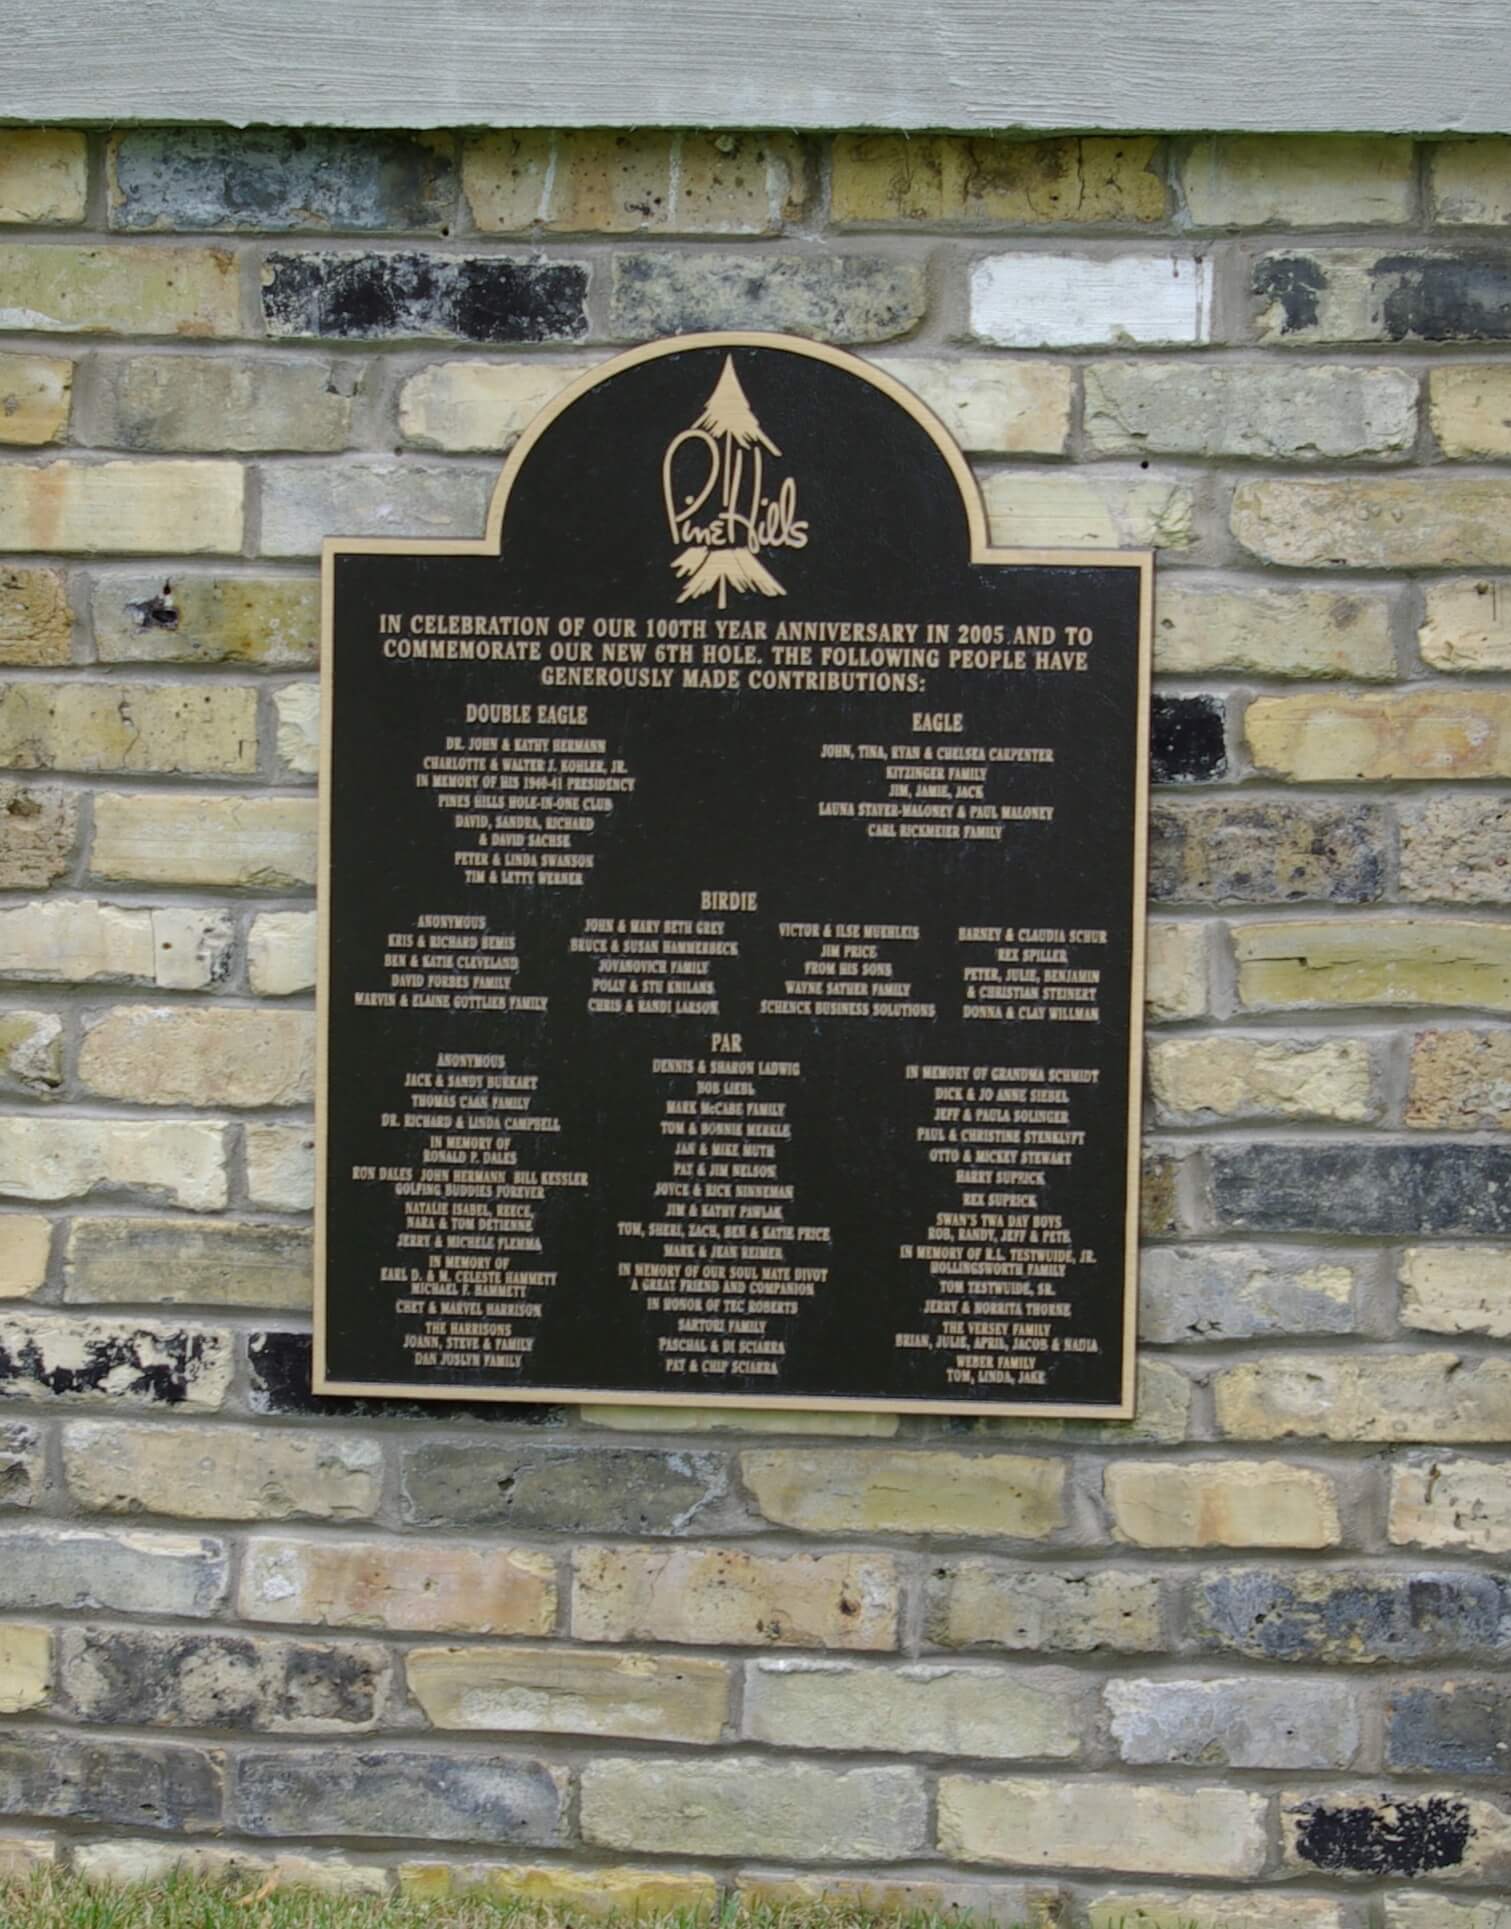 Pine Hills
IN CELEBRATION OF OUR 100TH YEAR ANNIVERSARY IN 2005 AND TO
COMMEMORATE OUR NEW 6TH HOLE. THE FOLLOWING PEOPLE HAVE
GENEROUSLY MADE CONTRIBUTIONS:
DOUBLE EAGLE
DR. JOHN & KATHY HERMANN
CHARLOTTE & WALTER J. KOHLER, JR.
IN MEMORY OF HIS 1940-41 PRESIDENCY
PINES HILLS HOLE-IN-ONE CLUB
DAVID, SANDRA, RICHARD
& DAVID SACHSE
PETER & LINDA SWANSON
TIM & LETTY WERNER
EAGLE
JOHN, TINA, RYAN & CHELSEA CARPENTER
KITZINGER FAMILY
JIM, JAMIE, JACK
LAUNA STAYER-MALONEY & PAUL MALONEY
CARL RICKMEIER FAMILY
BIRDIE
ANONYMOUS
KRIS & RICHARD BEMIS
BEN & KATIE CLEVELAND
DAVID FORBES FAMILY
MARVIN & ELAINE GOTTLIEB FAMILY
JOHN & MARY BETH GREY
BRUCE & SUSAN HAMMERBECK
JOVANOVICH FAMILY
POLLY & STU KNILANS
CHRIS & RANDI LARSON
VICTOR & ILSE MUEHLEIS
JIM PRICE
FROM HIS SONS
WAYNE SATHER FAMILY
SCHENCK BUSINESS SOLUTIONS
BARNEY & CLAUDIA SCHUR
REX SPILLER
PETER, JULIE, BENJAMIN
& CHRISTIAN STEINERT
DONNA & CLAY WILLMAN
PAR
ANONYMOUS
JACK & SANDY BURKART
THOMAS CAAN FAMILY
DR. RICHARD & LINDA CAMPBELL
IN MEMORY OF
RONALD P. DALES
RON DALES JOHN HERMANN BILL KESSLER
GOLFING BUDDIES FOREVER
NATALIE ISABEL, REECE,
NARA & TOM DETIENNE
JERRY & MICHELE FLEMMA
IN MEMORY OF
EARL D. & M. CELESTE HAMMETT
MICHAEL F. HAMMETT
CHET & MARVEL HARRISON
THE HARRISONS
JOANN, STEVE & FAMILY
DAN JOSLYN FAMILY
DENNIS & SHARON LADWIG
BOB LIEBL
MARK McCABE FAMILY
TOM & BONNIE MERKLE
JAN & MIKE MUTH
PAT & JIM NELSON
JOYCE & RICK NINNEMAN
JIM & KATHY PAWLAK
TOM, SHERI, ZACH, BEN & KATIE PRICE
MARK & JEAN REIMER
IN MEMORY OF OUR SOUL MATE DIVOT
A GREAT FRIEND AND COMPANION
IN HONOR OF TEC ROBERTS
SARTORI FAMILY
PASCHAL & DI SCIARRA
PAT & CHIP SCIARRA
IN MEMORY OF GRANDMA SCHMIDT
DICK & JO ANNE SIEBEL
JEFF & PAULA SOLINGER
PAUL & CHRISTINE STENKLYFT
OTTO & MICKEY STEWART
HARRY SUPRICK
REX SUPRICK
SWAN'S TWA DAY BOYS
ROB, RANDY, JEFF & PETE
IN MEMORY OF R.L. TESTWUIDE, JR.
HOLLINGSWORTH FAMILY
TOM TESTWUIDE, SR.
JERRY & NORRITA THORNE
THE VERSEY FAMILY
BRIAN, JULIE, APRIL, JACOB & NADIA
WEBER FAMILY
TOM, LINDA, JAKE